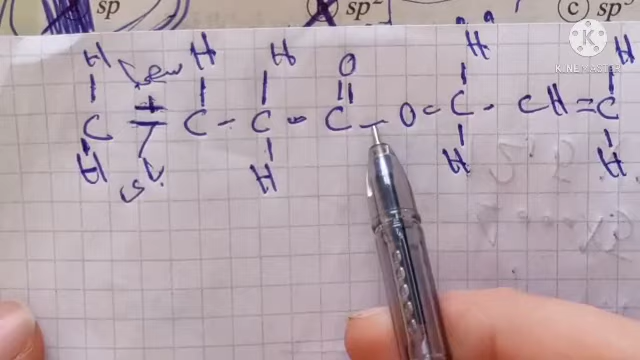 sp
sp²
(c) sp³
H H H O H H
C = C - C - C - O - C - CH = C
H H H H
KINEMASTER